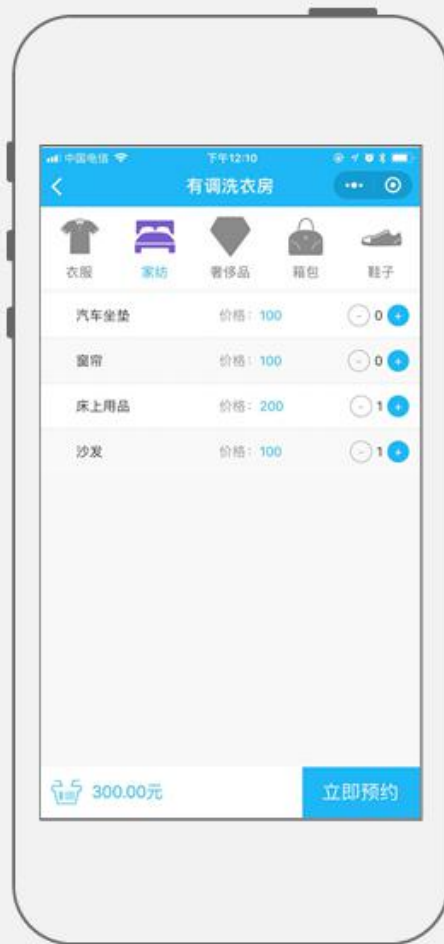 中国电信 下午12:10
有调洗衣房
衣服 家纺 奢侈品 箱包 鞋子
汽车坐垫 价格：100 - 0 +
窗帘 价格：100 - 0 +
床上用品 价格：200 - 1 +
沙发 价格：100 - 1 +
300.00元 立即预约